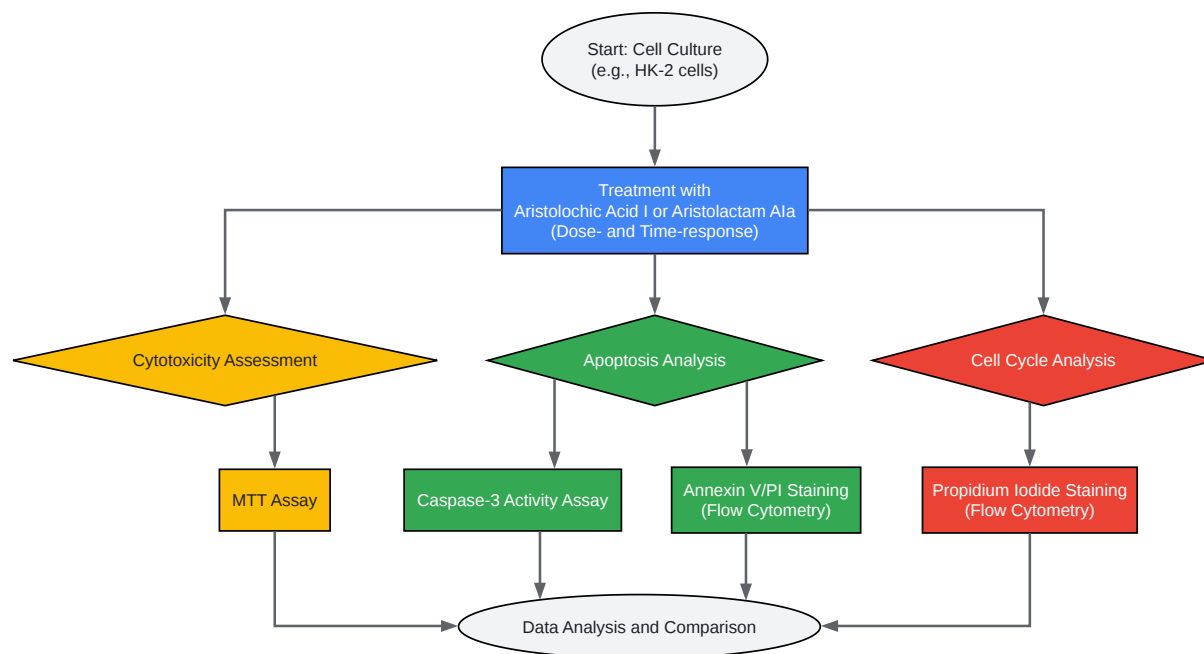 Start: Cell Culture
(e.g., HK-2 cells)
Treatment with
Aristolochic Acid I or Aristolactam AIa
(Dose- and Time-response)
Cytotoxicity Assessment
Apoptosis Analysis
Cell Cycle Analysis
MTT Assay
Caspase-3 Activity Assay
Annexin V/PI Staining
(Flow Cytometry)
Propidium Iodide Staining
(Flow Cytometry)
Data Analysis and Comparison